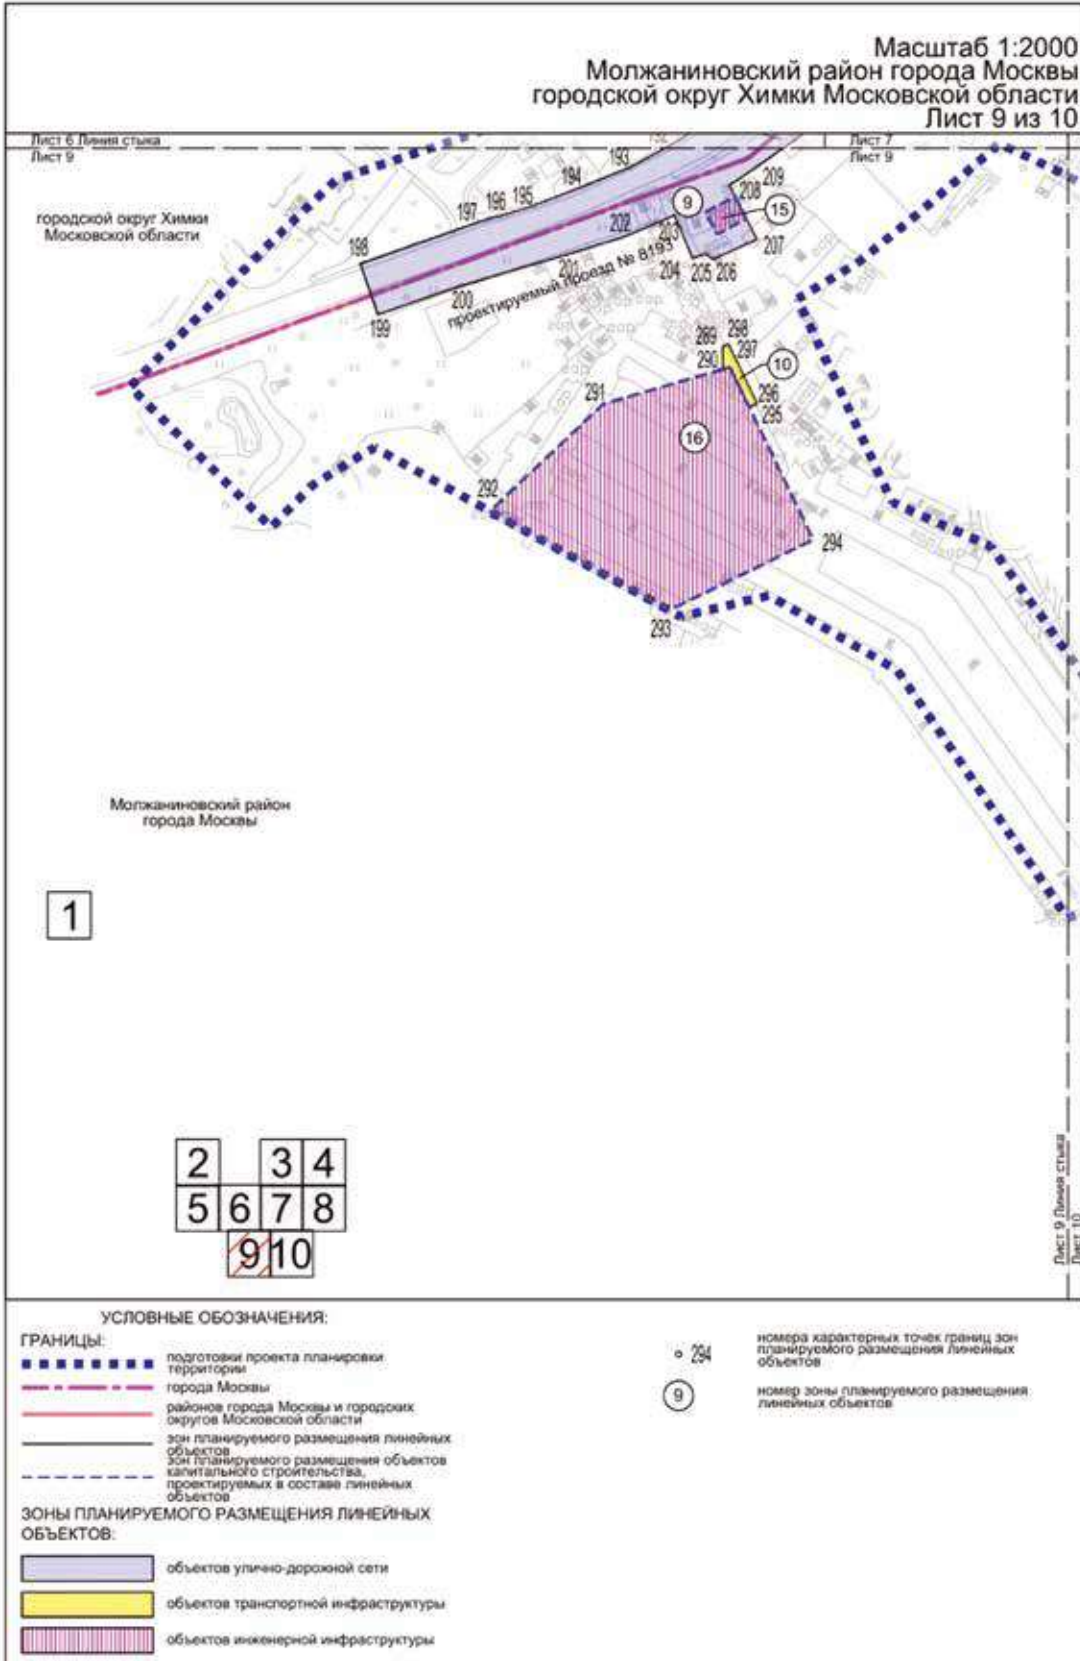 Масштаб 1:2000
Молжаниновский район города Москвы
городской округ Химки Московской области
Лист 9 из 10
Лист 6 Линия стыка
Лист 9
Лист 7
Лист 9
городской округ Химки
Московской области
193
194
195
196
197
198
199
200
201
202
203
204
205
206
207
208
209
9
15
проектируемый проезд № 8193
289
298
290
297
10
296
295
291
16
292
294
293
Молжаниновский район
города Москвы
1
2 3 4
5 6 7 8
9 10
Лист 9 Линия стыка
Лист 10
УСЛОВНЫЕ ОБОЗНАЧЕНИЯ:
ГРАНИЦЫ:
подготовки проекта планировки
территории
города Москвы
районов города Москвы и городских
округов Московской области
зон планируемого размещения линейных
объектов
зон планируемого размещения объектов
капитального строительства,
проектируемых в составе линейных
объектов
ЗОНЫ ПЛАНИРУЕМОГО РАЗМЕЩЕНИЯ ЛИНЕЙНЫХ
ОБЪЕКТОВ:
объектов улично-дорожной сети
объектов транспортной инфраструктуры
объектов инженерной инфраструктуры
294
номера характерных точек границ зон
планируемого размещения линейных
объектов
9
номер зоны планируемого размещения
линейных объектов